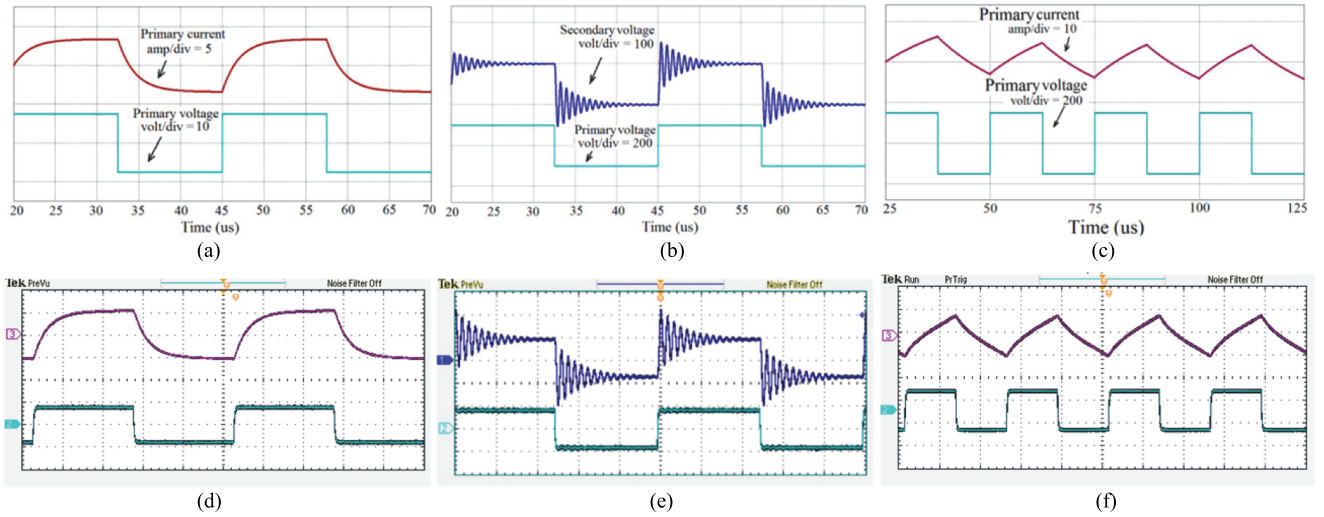 Primary current
amp/div = 5
Primary voltage
volt/div = 10
20 25 30 35 40 45 50 55 60 65 70
Time (us)
(a)
Secondary voltage
volt/div = 100
Primary voltage
volt/div = 200
20 25 30 35 40 45 50 55 60 65 70
Time (us)
(b)
Primary current
amp/div = 10
Primary voltage
volt/div = 200
25 50 75 100 125
Time (us)
(c)
Tek PreVu Noise Filter Off
3
2
(d)
Tek PreVu Noise Filter Off
1
2
(e)
Tek Run PrTrig Noise Filter Off
3
2
(f)